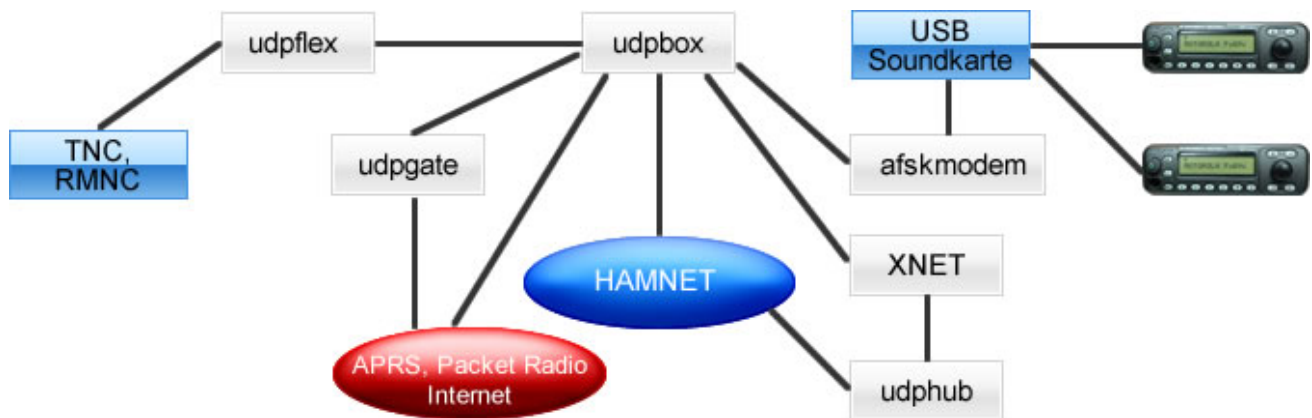 udpflex
udpbox
USB
Soundkarte
TNC,
RMNC
udpgate
afskmodem
HAMNET
XNET
APRS, Packet Radio
Internet
udphub